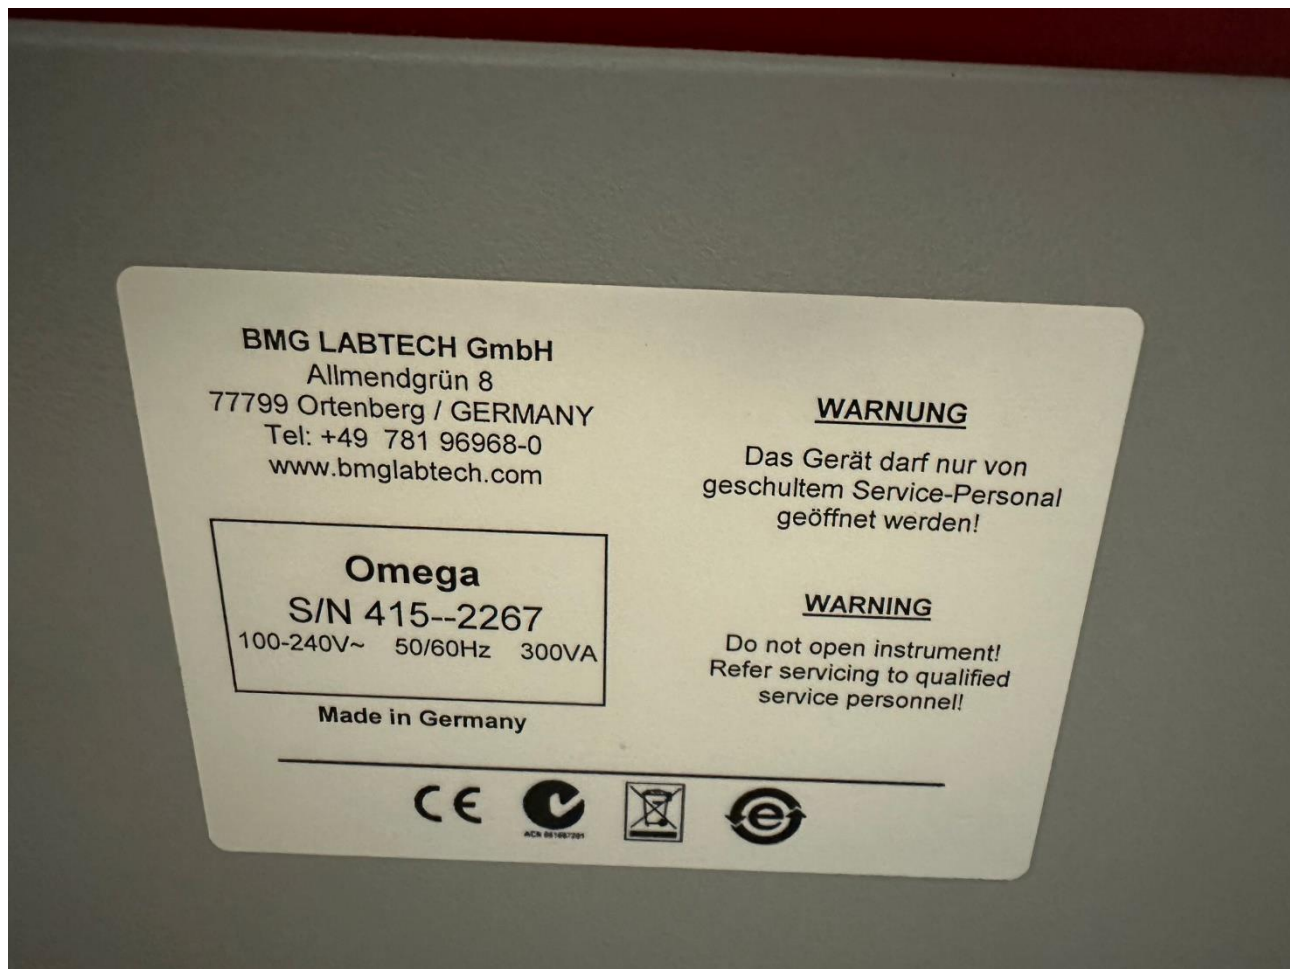 BMG LABTECH GmbH
Allmendgrün 8
77799 Ortenberg / GERMANY
Tel: +49 781 96968-0
www.bmglabtech.com
Omega
S/N 415--2267
100-240V~ 50/60Hz 300VA
Made in Germany
WARNUNG
Das Gerät darf nur von
geschultem Service-Personal
geöffnet werden!
WARNING
Do not open instrument!
Refer servicing to qualified
service personnel!
CE
e
ACN